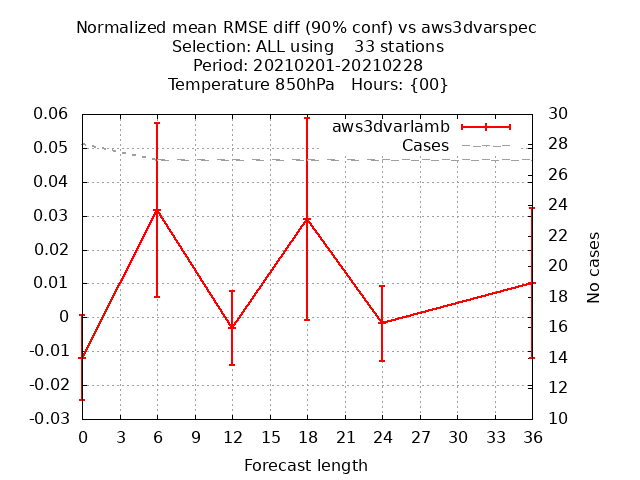 Normalized mean RMSE diff (90% conf) vs aws3dvarspec
Selection: ALL using    33 stations
Period: 20210201-20210228
Temperature 850hPa   Hours: {00}
aws3dvarlamb
Cases
0.06
0.05
0.04
0.03
0.02
0.01
0
-0.01
-0.02
-0.03
30
28
26
24
22
20
18
16
14
12
10
No cases
0 3 6 9 12 15 18 21 24 27 30 33 36
Forecast length